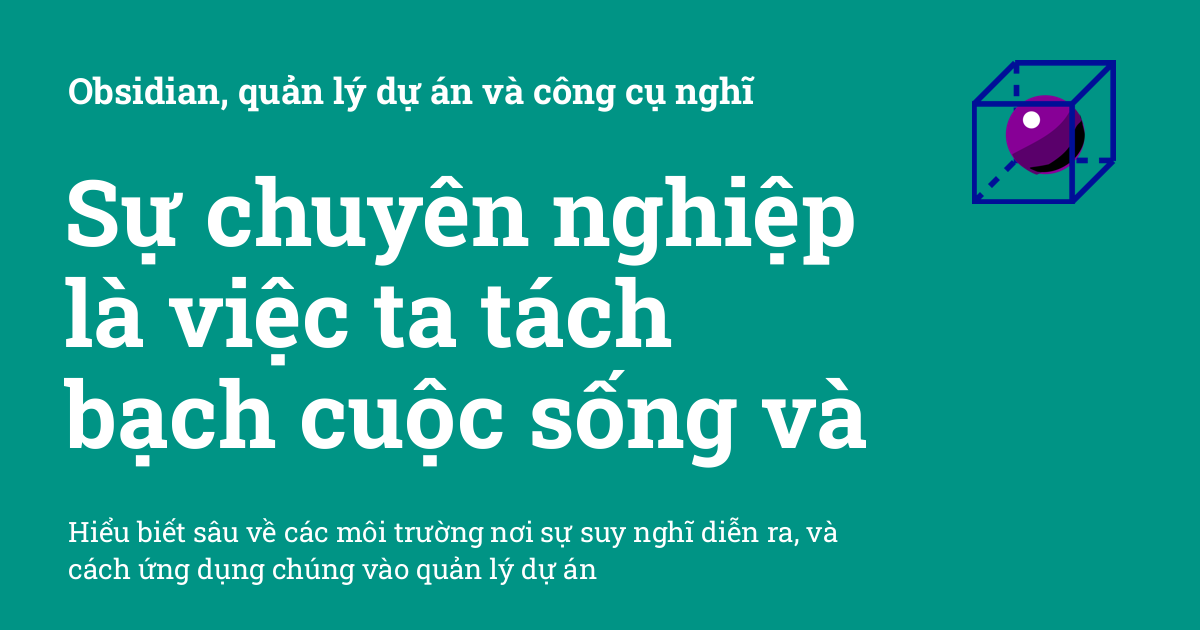 Obsidian, quản lý dự án và công cụ nghĩ
Sự chuyên nghiệp
là việc ta tách
bạch cuộc sống và
Hiểu biết sâu về các môi trường nơi sự suy nghĩ diễn ra, và
cách ứng dụng chúng vào quản lý dự án